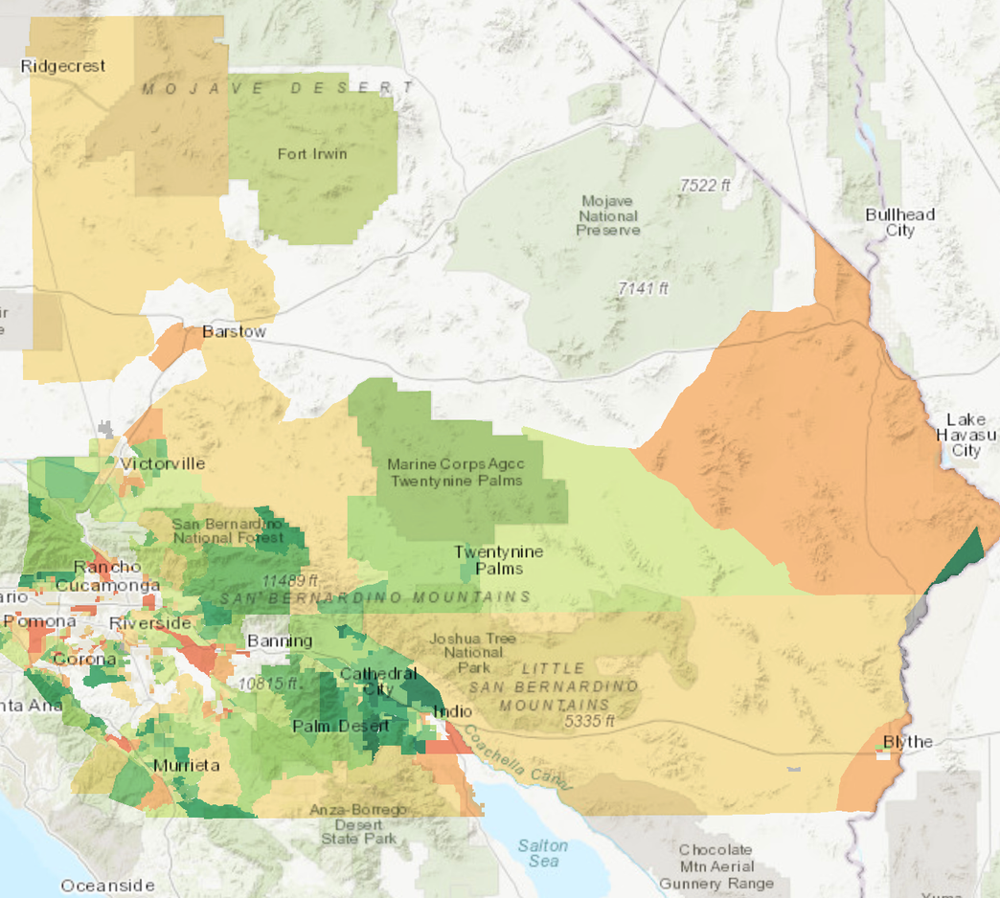 Ridgecrest
MOJAVE DESERT
Fort Irwin
7522 ft
Mojave
National
Preserve
Bullhead
City
7141 ft
Barstow
Lake
Havasu
City
Victorville
Marine Corps Agcc
Twentynine Palms
San Bernardino
National Forest
Twentynine
Palms
Rancho
Cucamonga
11489 ft
SAN BERNARDINO MOUNTAINS
ario
Pomona
Riverside
Banning
Joshua Tree
National
Park
Corona
10815 ft
Cathedral
City
LITTLE
SAN BERNARDINO
MOUNTAINS
5335 ft
nta Ana
Indio
Palm Desert
Coachella Canal
Blythe
Murrieta
Anza-Borrego
Desert
State Park
Salton
Sea
Chocolate
Mtn Aerial
Gunnery Range
Oceanside